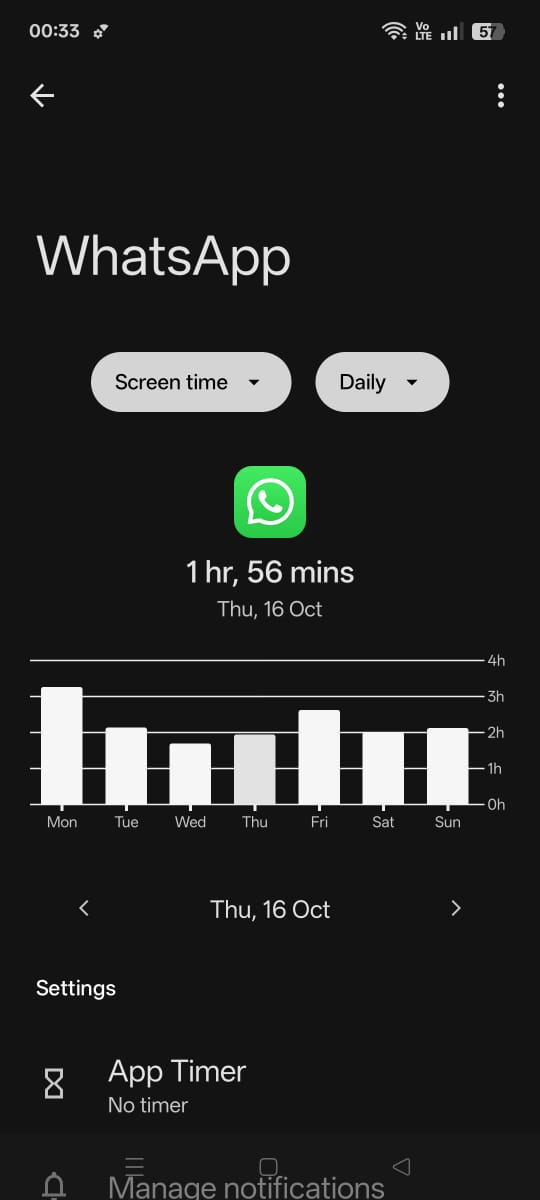 00:33 Vo LTE 57
WhatsApp
Screen time Daily
1 hr, 56 mins
Thu, 16 Oct
4h
3h
2h
1h
0h
Mon Tue Wed Thu Fri Sat Sun
Thu, 16 Oct
Settings
App Timer
No timer
Manage notifications